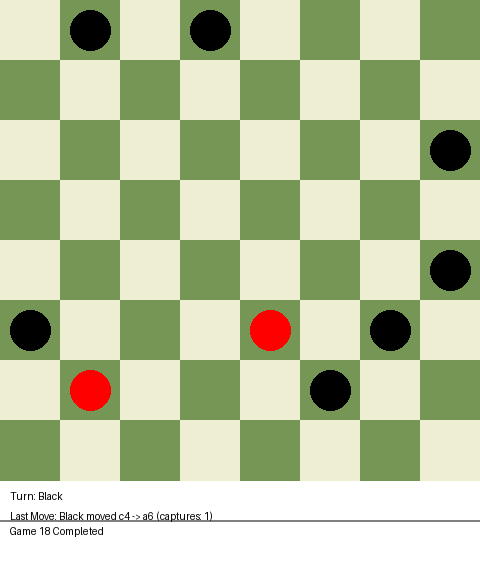 Turn: Black
Last Move: Black moved c4 -> a6 (captures: 1)
Game 18 Completed